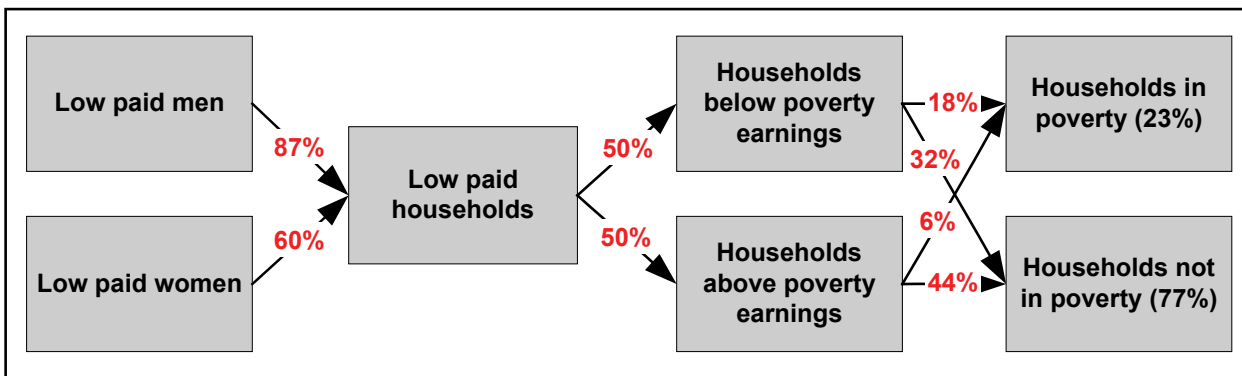 Low paid men
87%
Low paid women
60%
Low paid
households
50%
50%
Households
below poverty
earnings
Households
above poverty
earnings
18%
32%
6%
44%
Households in
poverty (23%)
Households not
in poverty (77%)